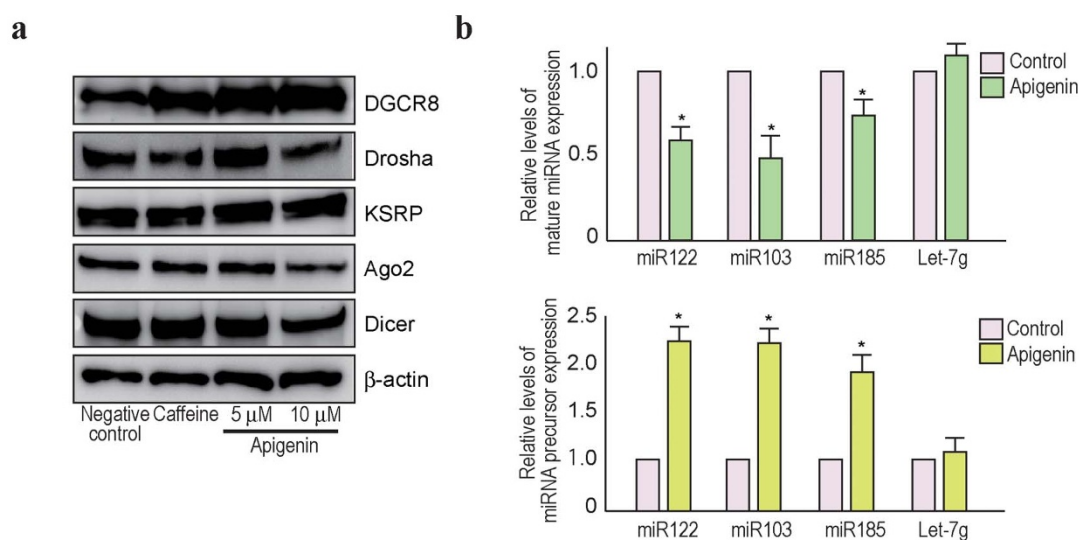 a
DGCR8
Drosha
KSRP
Ago2
Dicer
β-actin
Negative control
Caffeine
5 μM
10 μM
Apigenin
b
Relative levels of
mature miRNA expression
1.0
0.5
0
*
*
*
miR122
miR103
miR185
Let-7g
Control
Apigenin
Relative levels of
miRNA precursor expression
2.5
2.0
1.5
1.0
0
*
*
*
miR122
miR103
miR185
Let-7g
Control
Apigenin